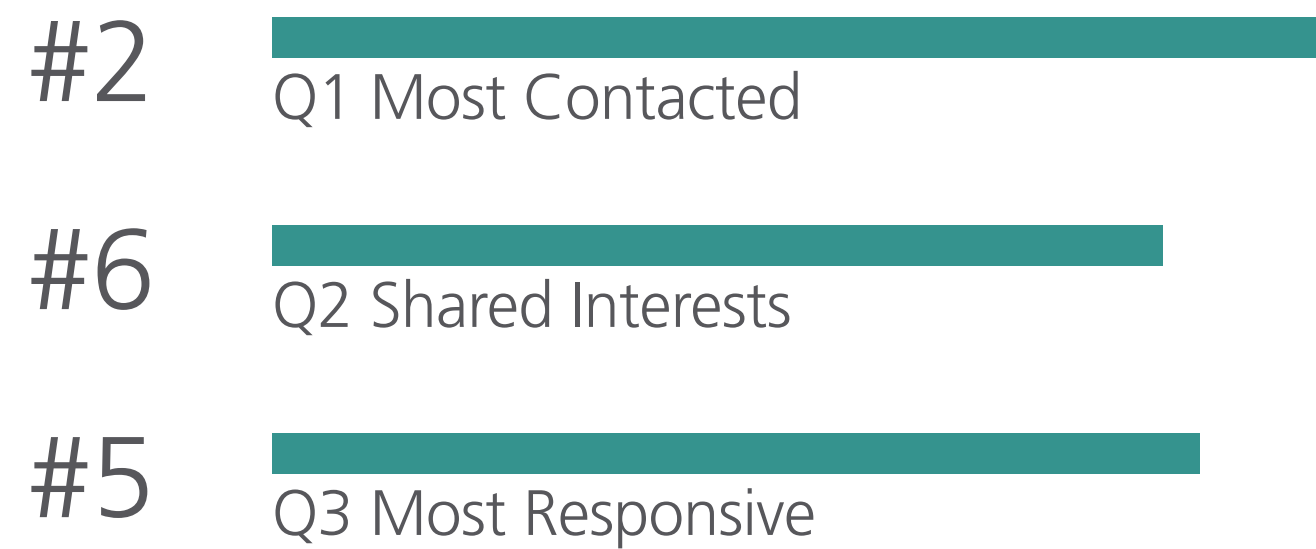 #2
Q1 Most Contacted
#6
Q2 Shared Interests
#5
Q3 Most Responsive